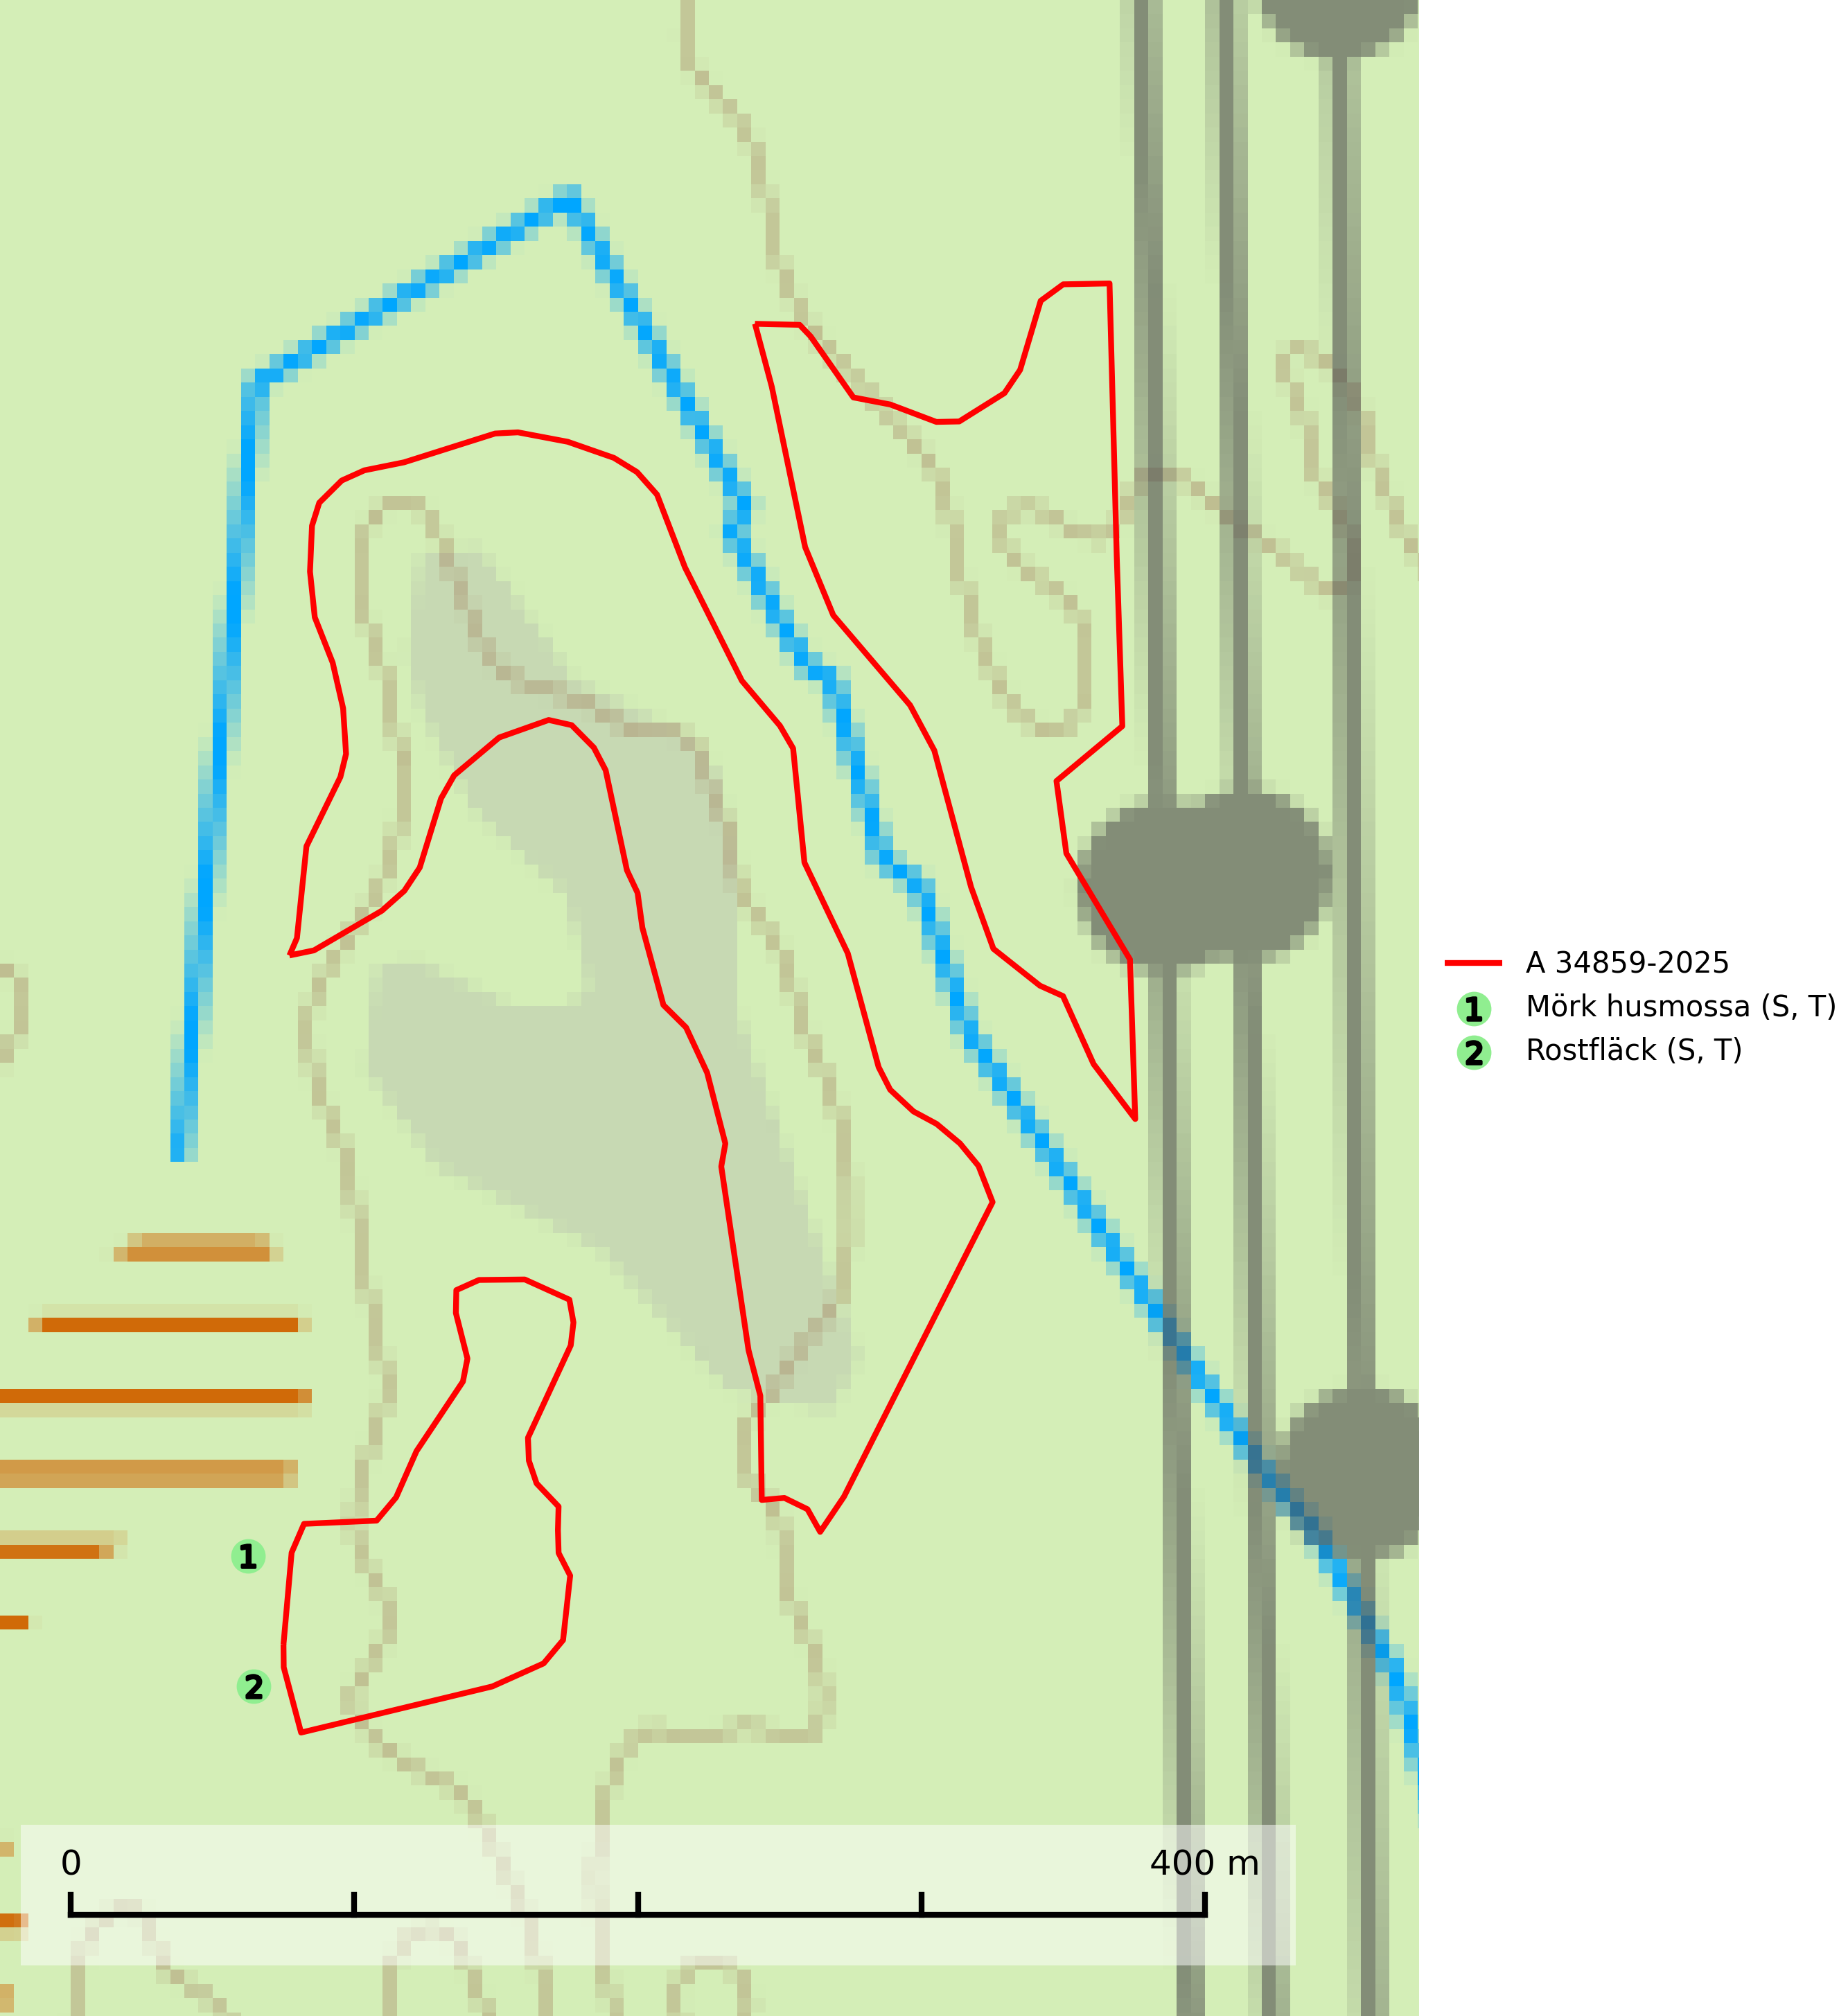 A 34859-2025
1 Mörk husmossa (S, T)
2 Rostfläck (S, T)
1
2
0 400 m